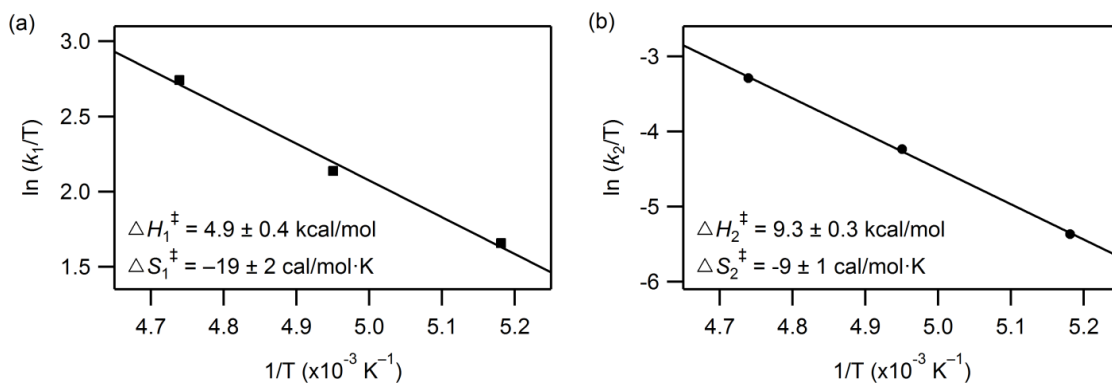 (a)
3.0
2.5
2.0
1.5
ln (k₁/T)
△H₁‡ = 4.9 ± 0.4 kcal/mol
△S₁‡ = –19 ± 2 cal/mol·K
4.7 4.8 4.9 5.0 5.1 5.2
1/T (x10⁻³ K⁻¹)
(b)
-3
-4
-5
-6
ln (k₂/T)
△H₂‡ = 9.3 ± 0.3 kcal/mol
△S₂‡ = -9 ± 1 cal/mol·K
4.7 4.8 4.9 5.0 5.1 5.2
1/T (x10⁻³ K⁻¹)